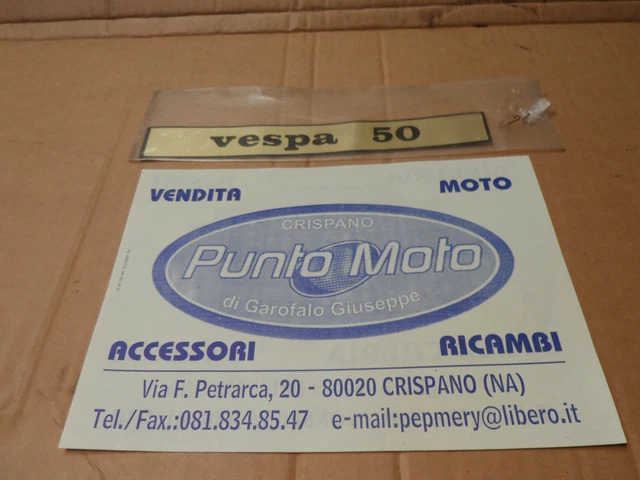 vespa 50
VENDITA MOTO
CRISPANO
Punto Moto
di Garofalo Giuseppe
ACCESSORI RICAMBI
Via F. Petrarca, 20 - 80020 CRISPANO (NA)
Tel./Fax.:081.834.85.47 e-mail:pepmery@libero.it